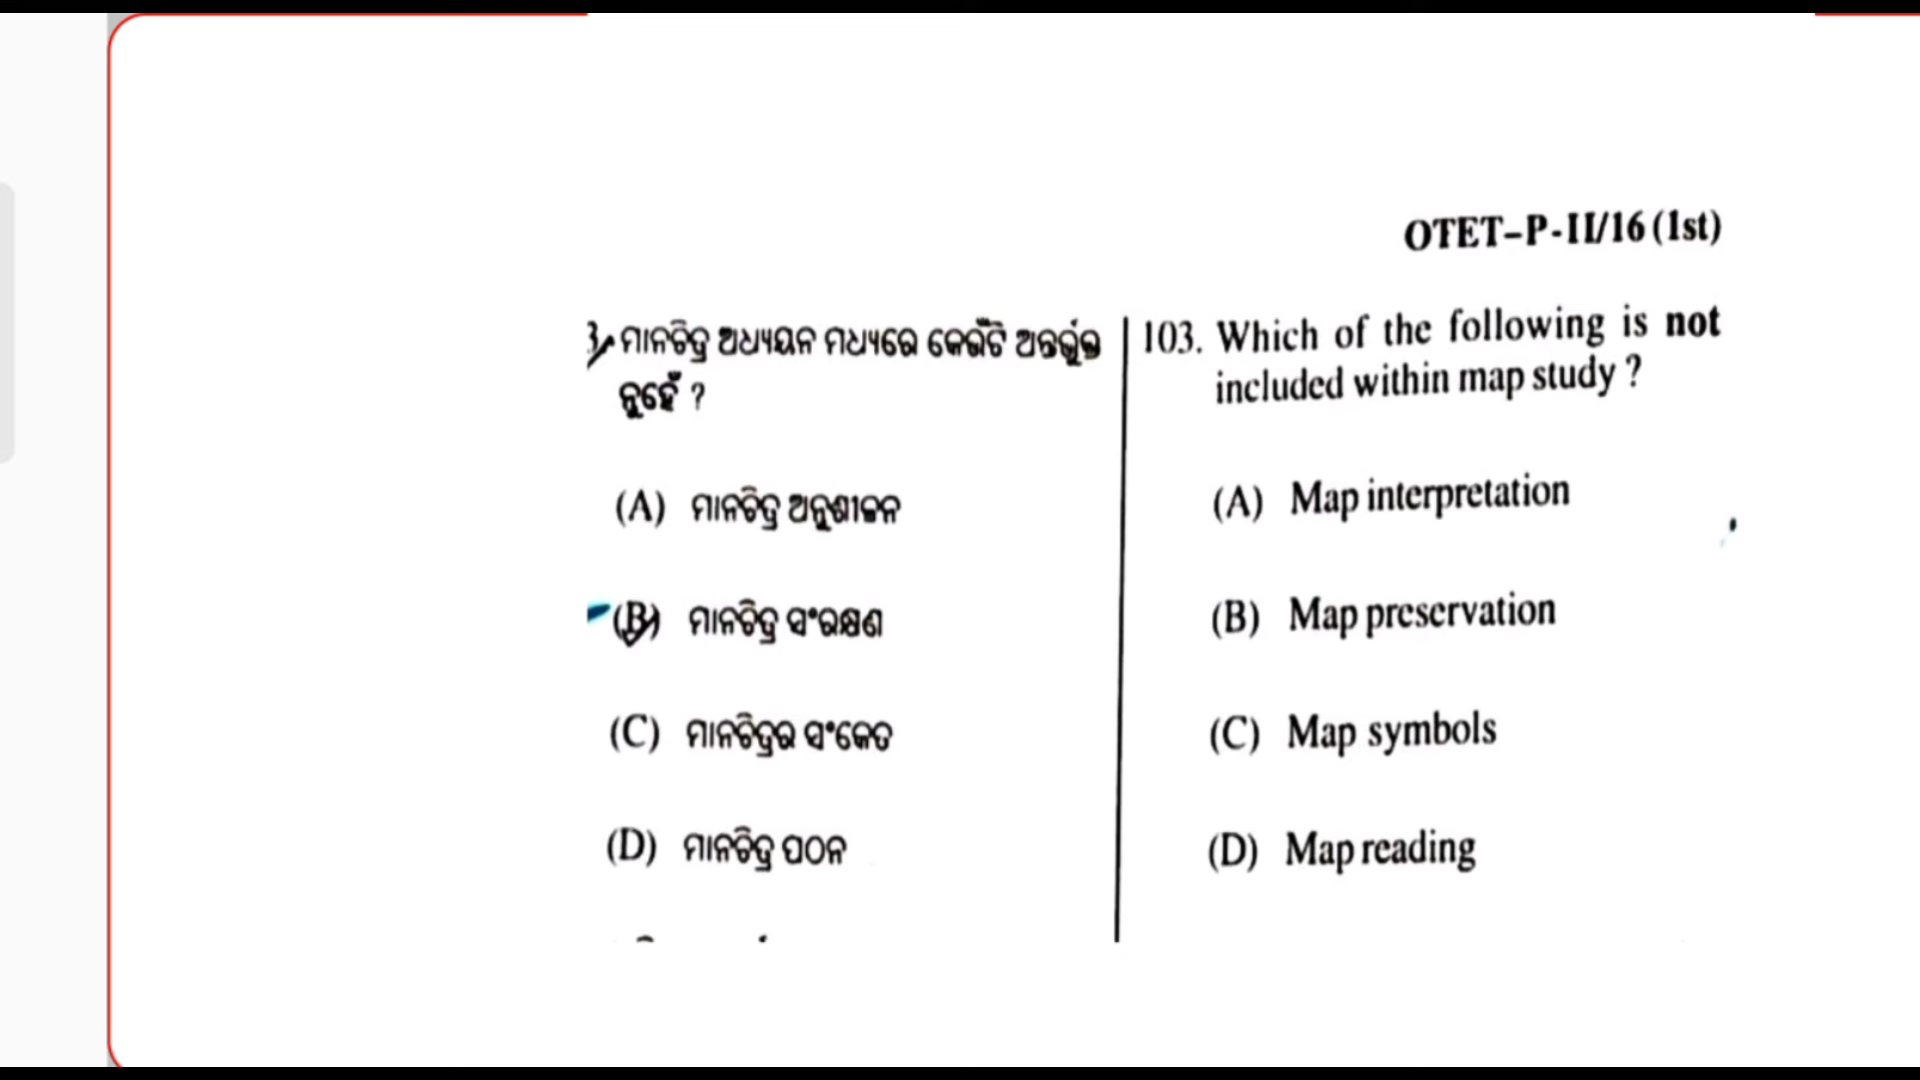 OTET–P-II/16 (1st)
3. ମାନଚିତ୍ର ଅଧ୍ୟୟନ ମଧ୍ୟରେ କେଉଁଟି ଅନ୍ତର୍ଭୁକ୍ତ
ନୁହେଁ ?
(A) ମାନଚିତ୍ର ଅନୁଶୀଳନ
(B) ମାନଚିତ୍ର ସଂରକ୍ଷଣ
(C) ମାନଚିତ୍ରର ସଂକେତ
(D) ମାନଚିତ୍ର ପଠନ
103. Which of the following is not
included within map study ?
(A) Map interpretation
(B) Map preservation
(C) Map symbols
(D) Map reading